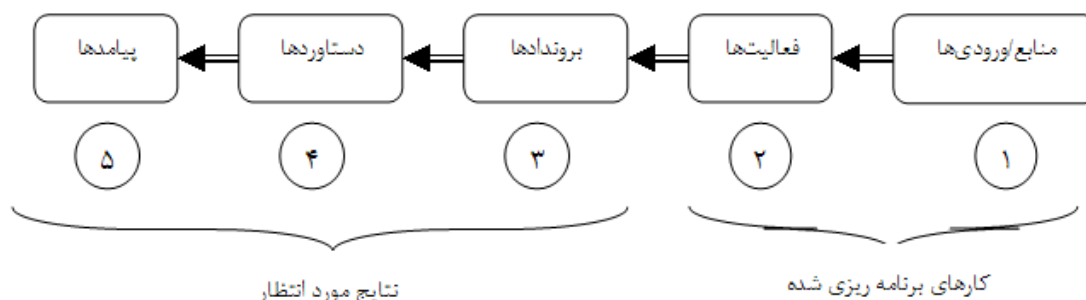 منابع/ورودی‌ها
فعالیت‌ها
بروندادها
دستاوردها
پیامدها
۱
۲
۳
۴
۵
کارهای برنامه ریزی شده
نتایج مورد انتظار